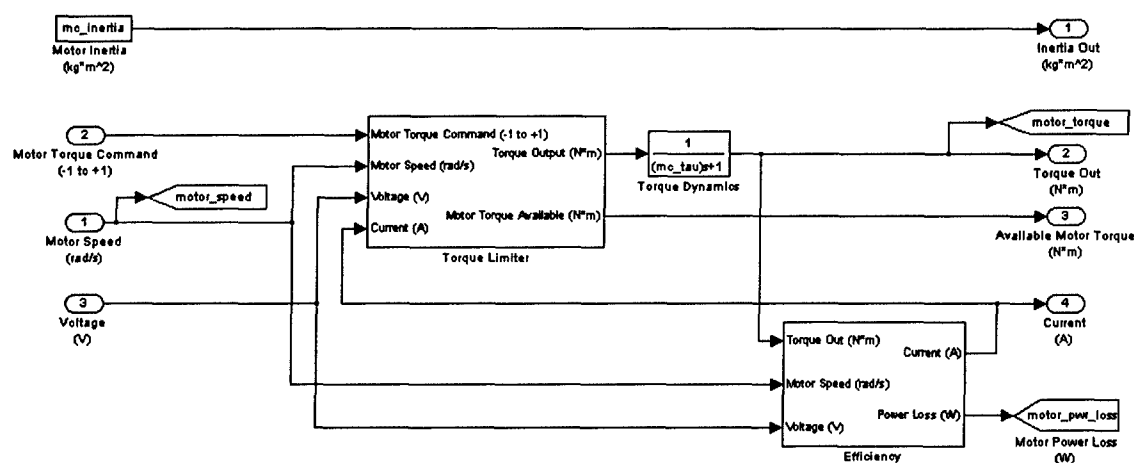 mc_inertia
Motor Inertia
(kg*m^2)
1
Inertia Out
(kg*m^2)
2
Motor Torque Command
(-1 to +1)
motor_speed
1
Motor Speed
(rad/s)
3
Voltage
(V)
Motor Torque Command (-1 to +1)
Motor Speed (rad/s)
Voltage (V)
Current (A)
Torque Output (N*m)
Motor Torque Available (N*m)
Torque Limiter
1
(mc_tau)s+1
Torque Dynamics
motor_torque
2
Torque Out
(N*m)
3
Available Motor Torque
(N*m)
4
Current
(A)
Torque Out (N*m)
Motor Speed (rad/s)
Voltage (V)
Current (A)
Power Loss (W)
Efficiency
motor_pwr_loss
Motor Power Loss
(W)